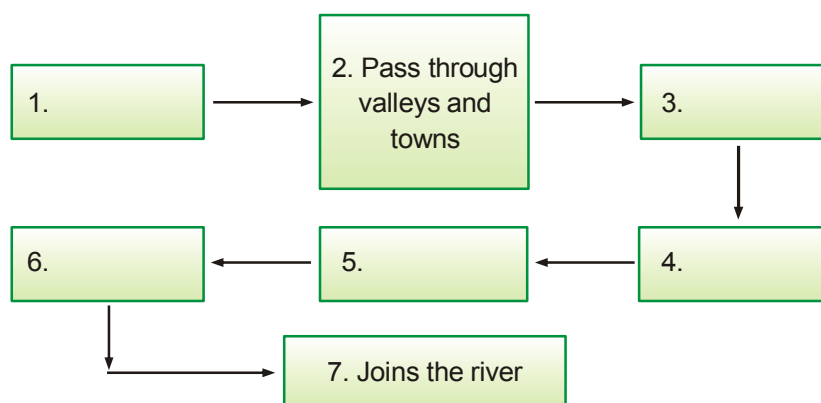 1.
2. Pass through
valleys and
towns
3.
4.
5.
6.
7. Joins the river